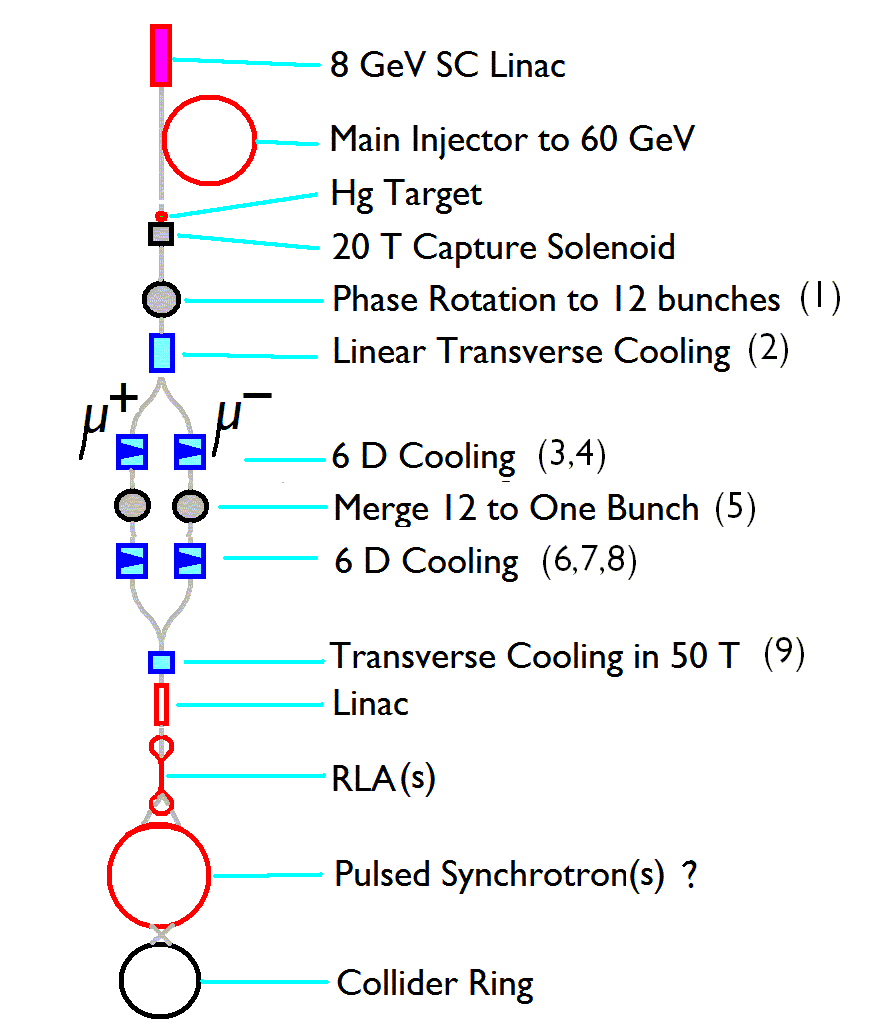 8 GeV SC Linac
Main Injector to 60 GeV
Hg Target
20 T Capture Solenoid
Phase Rotation to 12 bunches (1)
Linear Transverse Cooling (2)
μ+ μ−
6 D Cooling (3,4)
Merge 12 to One Bunch (5)
6 D Cooling (6,7,8)
Transverse Cooling in 50 T (9)
Linac
RLA(s)
Pulsed Synchrotron(s) ?
Collider Ring